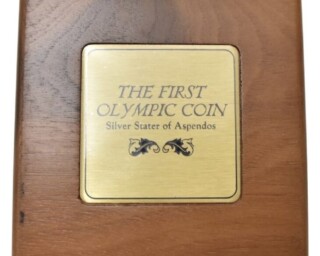 THE FIRST
OLYMPIC COIN
Silver Stater of Aspendos